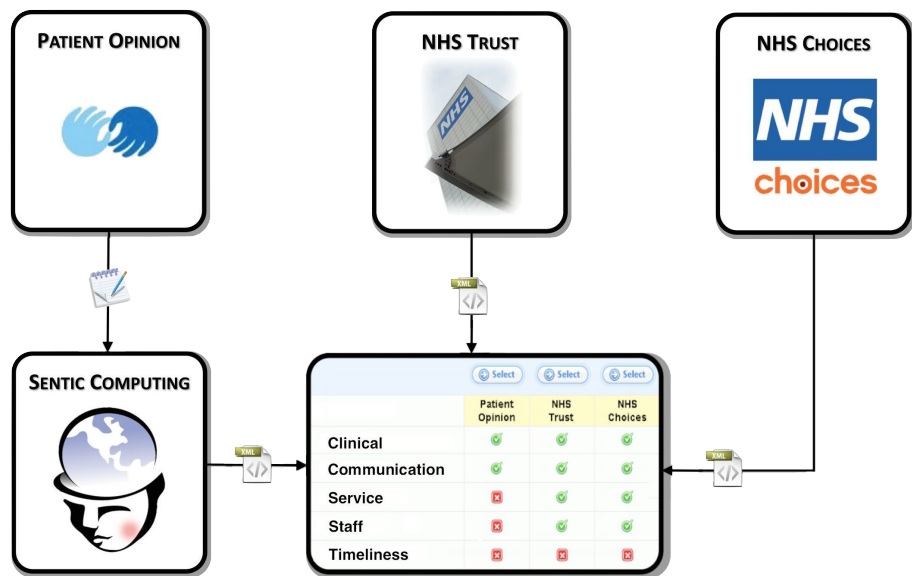 PATIENT OPINION
NHS TRUST
NHS
NHS CHOICES
NHS
choices
XML
</>
SENTIC COMPUTING
XML
</>
XML
</>
Select Select Select
Patient Opinion NHS Trust NHS Choices
Clinical
Communication
Service
Staff
Timeliness